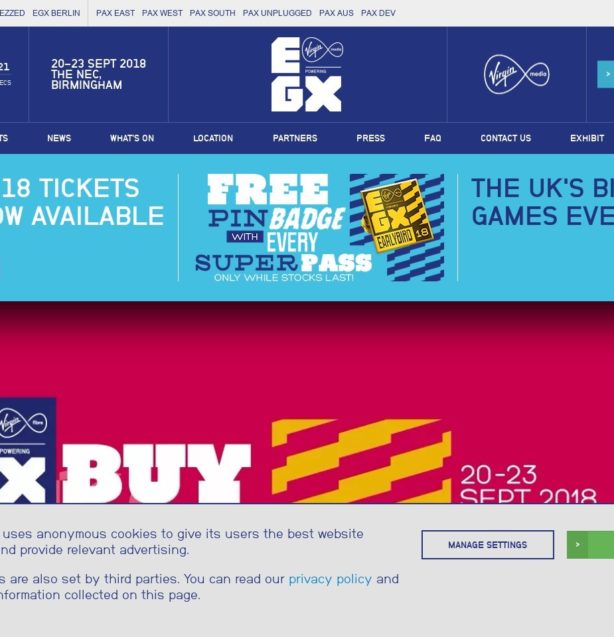 EZZED EGX BERLIN PAX EAST PAX WEST PAX SOUTH PAX UNPLUGGED PAX AUS PAX DEV
21
EC'S
20–23 SEPT 2018
THE NEC,
BIRMINGHAM
Virgin media
POWERING
EGX
Virgin media
>
TS NEWS WHAT'S ON LOCATION PARTNERS PRESS FAQ CONTACT US EXHIBIT
18 TICKETS
OW AVAILABLE
FREE
PIN BADGE
WITH EVERY
SUPER PASS
ONLY WHILE STOCKS LAST!
EGX
EARLYBIRD 18
THE UK'S BI
GAMES EVE
Virgin fibre
POWERING
X
BUY
20-23
SEPT 2018
uses anonymous cookies to give its users the best website
nd provide relevant advertising.
s are also set by third parties. You can read our privacy policy and
nformation collected on this page.
MANAGE SETTINGS
>